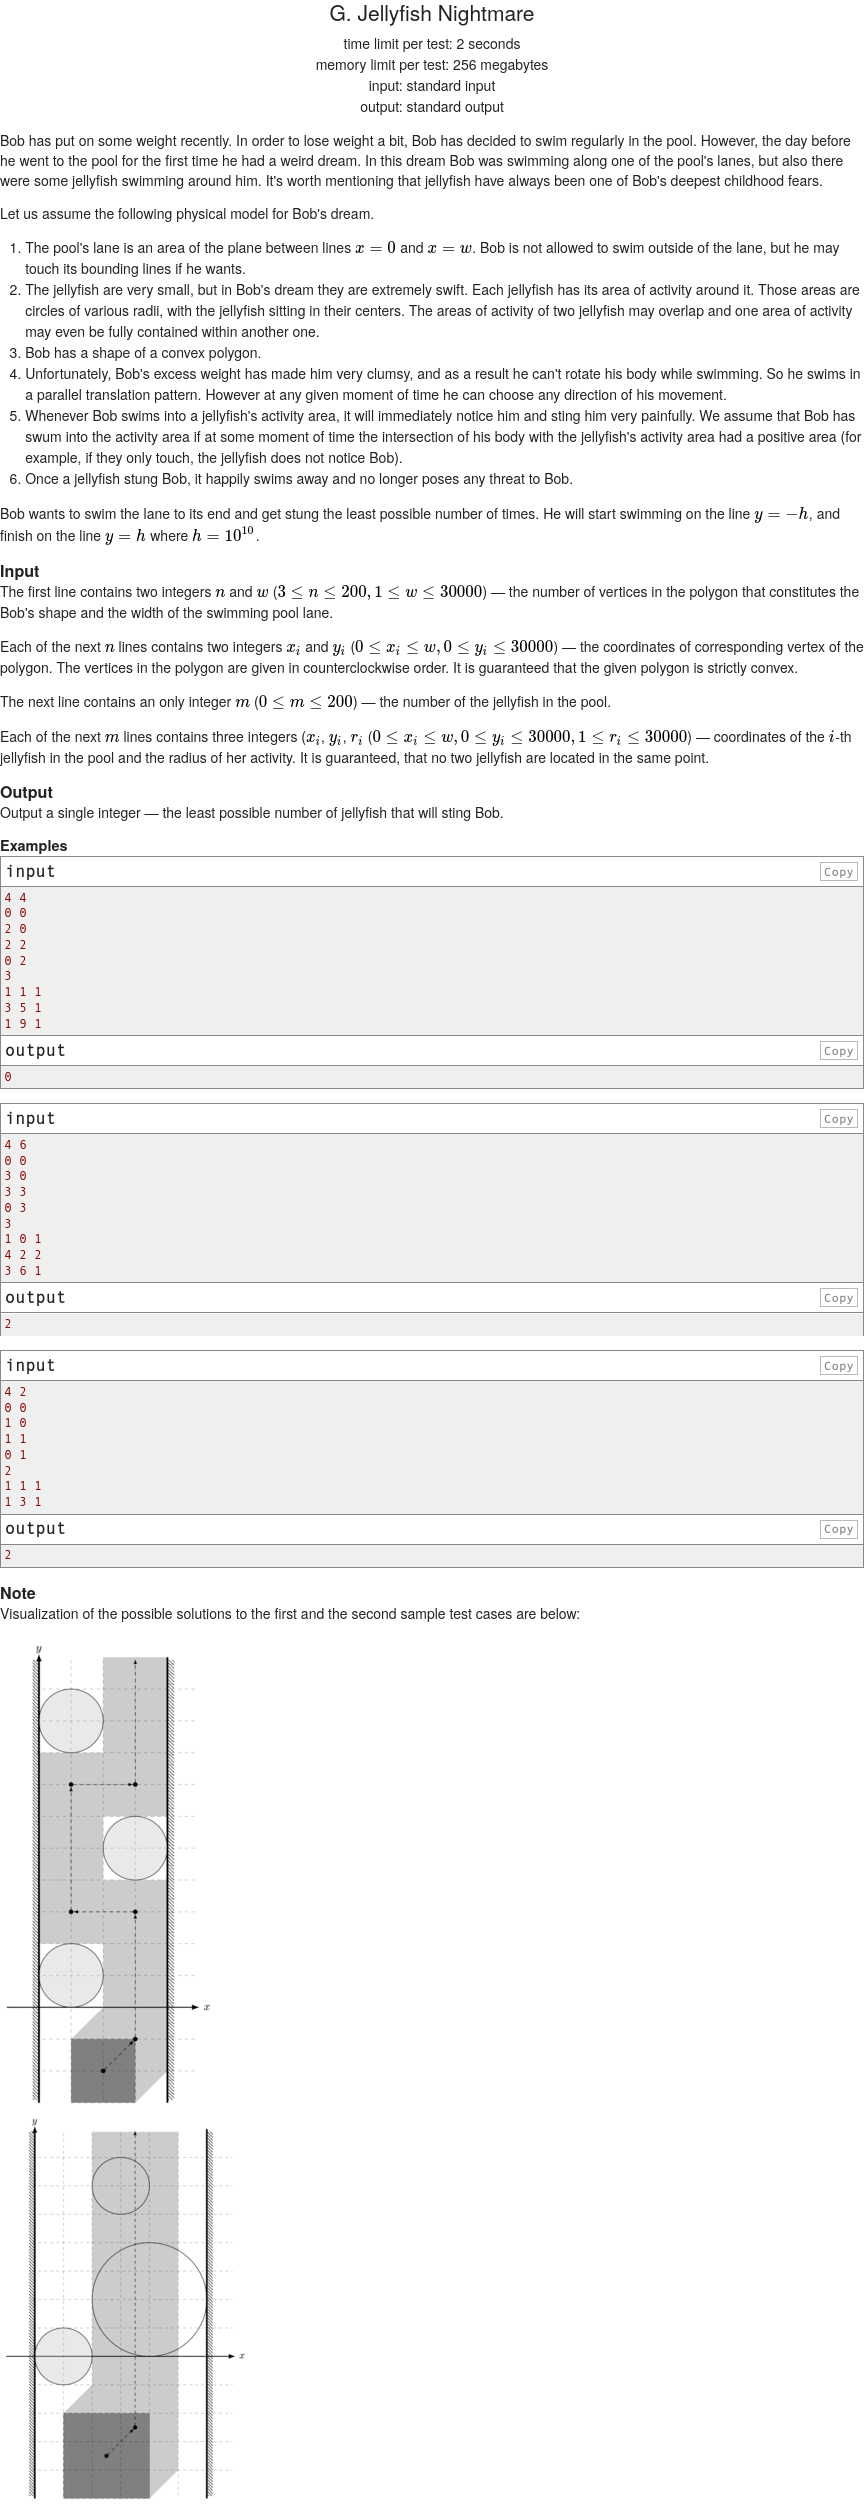 G. Jellyfish Nightmare
time limit per test: 2 seconds
memory limit per test: 256 megabytes
input: standard input
output: standard output
Bob has put on some weight recently. In order to lose weight a bit, Bob has decided to swim regularly in the pool. However, the day before
he went to the pool for the first time he had a weird dream. In this dream Bob was swimming along one of the pool's lanes, but also there
were some jellyfish swimming around him. It's worth mentioning that jellyfish have always been one of Bob's deepest childhood fears.
Let us assume the following physical model for Bob's dream.
1. The pool's lane is an area of the plane between lines x = 0 and x = w. Bob is not allowed to swim outside of the lane, but he may
touch its bounding lines if he wants.
2. The jellyfish are very small, but in Bob's dream they are extremely swift. Each jellyfish has its area of activity around it. Those areas are
circles of various radii, with the jellyfish sitting in their centers. The areas of activity of two jellyfish may overlap and one area of activity
may even be fully contained within another one.
3. Bob has a shape of a convex polygon.
4. Unfortunately, Bob's excess weight has made him very clumsy, and as a result he can't rotate his body while swimming. So he swims in
a parallel translation pattern. However at any given moment of time he can choose any direction of his movement.
5. Whenever Bob swims into a jellyfish's activity area, it will immediately notice him and sting him very painfully. We assume that Bob has
swum into the activity area if at some moment of time the intersection of his body with the jellyfish's activity area had a positive area (for
example, if they only touch, the jellyfish does not notice Bob).
6. Once a jellyfish stung Bob, it happily swims away and no longer poses any threat to Bob.
Bob wants to swim the lane to its end and get stung the least possible number of times. He will start swimming on the line y = −h, and
finish on the line y = h where h = 10^10.
Input
The first line contains two integers n and w (3 ≤ n ≤ 200, 1 ≤ w ≤ 30000) — the number of vertices in the polygon that constitutes the
Bob's shape and the width of the swimming pool lane.
Each of the next n lines contains two integers x_i and y_i (0 ≤ x_i ≤ w, 0 ≤ y_i ≤ 30000) — the coordinates of corresponding vertex of the
polygon. The vertices in the polygon are given in counterclockwise order. It is guaranteed that the given polygon is strictly convex.
The next line contains an only integer m (0 ≤ m ≤ 200) — the number of the jellyfish in the pool.
Each of the next m lines contains three integers (x_i, y_i, r_i (0 ≤ x_i ≤ w, 0 ≤ y_i ≤ 30000, 1 ≤ r_i ≤ 30000) — coordinates of the i-th
jellyfish in the pool and the radius of her activity. It is guaranteed, that no two jellyfish are located in the same point.
Output
Output a single integer — the least possible number of jellyfish that will sting Bob.
Examples
input Copy
4 4
0 0
2 0
2 2
0 2
3
1 1 1
3 5 1
1 9 1
output Copy
0
input Copy
4 6
0 0
3 0
3 3
0 3
3
1 0 1
4 2 2
3 6 1
output Copy
2
input Copy
4 2
0 0
1 0
1 1
0 1
2
1 1 1
1 3 1
output Copy
2
Note
Visualization of the possible solutions to the first and the second sample test cases are below:
y
x
y
x